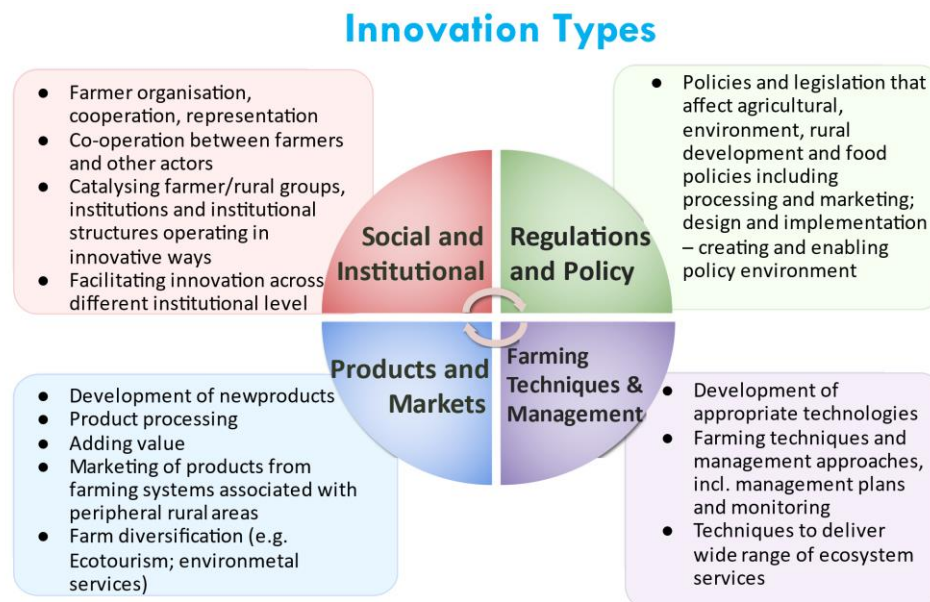 Innovation Types
● Farmer organisation,
cooperation, representation
● Co-operation between farmers
and other actors
● Catalysing farmer/rural groups,
institutions and institutional
structures operating in
innovative ways
● Facilitating innovation across
different institutional level
● Policies and legislation that
affect agricultural,
environment, rural
development and food
policies including
processing and marketing;
design and implementation
– creating and enabling
policy environment
Social and
Institutional
Regulations
and Policy
Products and
Markets
Farming
Techniques &
Management
● Development of newproducts
● Product processing
● Adding value
● Marketing of products from
farming systems associated with
peripheral rural areas
● Farm diversification (e.g.
Ecotourism; environmetal
services)
● Development of
appropriate technologies
● Farming techniques and
management approaches,
incl. management plans
and monitoring
● Techniques to deliver
wide range of ecosystem
services